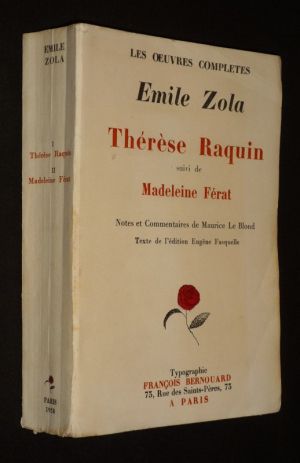 EMILE
ZOLA
I
Thérèse Raquin
II
Madeleine Férat
PARIS
1928
LES OEUVRES COMPLETES
Emile Zola
Thérèse Raquin
suivi de
Madeleine Férat
Notes et Commentaires de Maurice Le Blond
Texte de l'édition Eugène Fasquelle
Typographie
FRANÇOIS BERNOUARD
73, Rue des Saints-Pères, 73
A PARIS